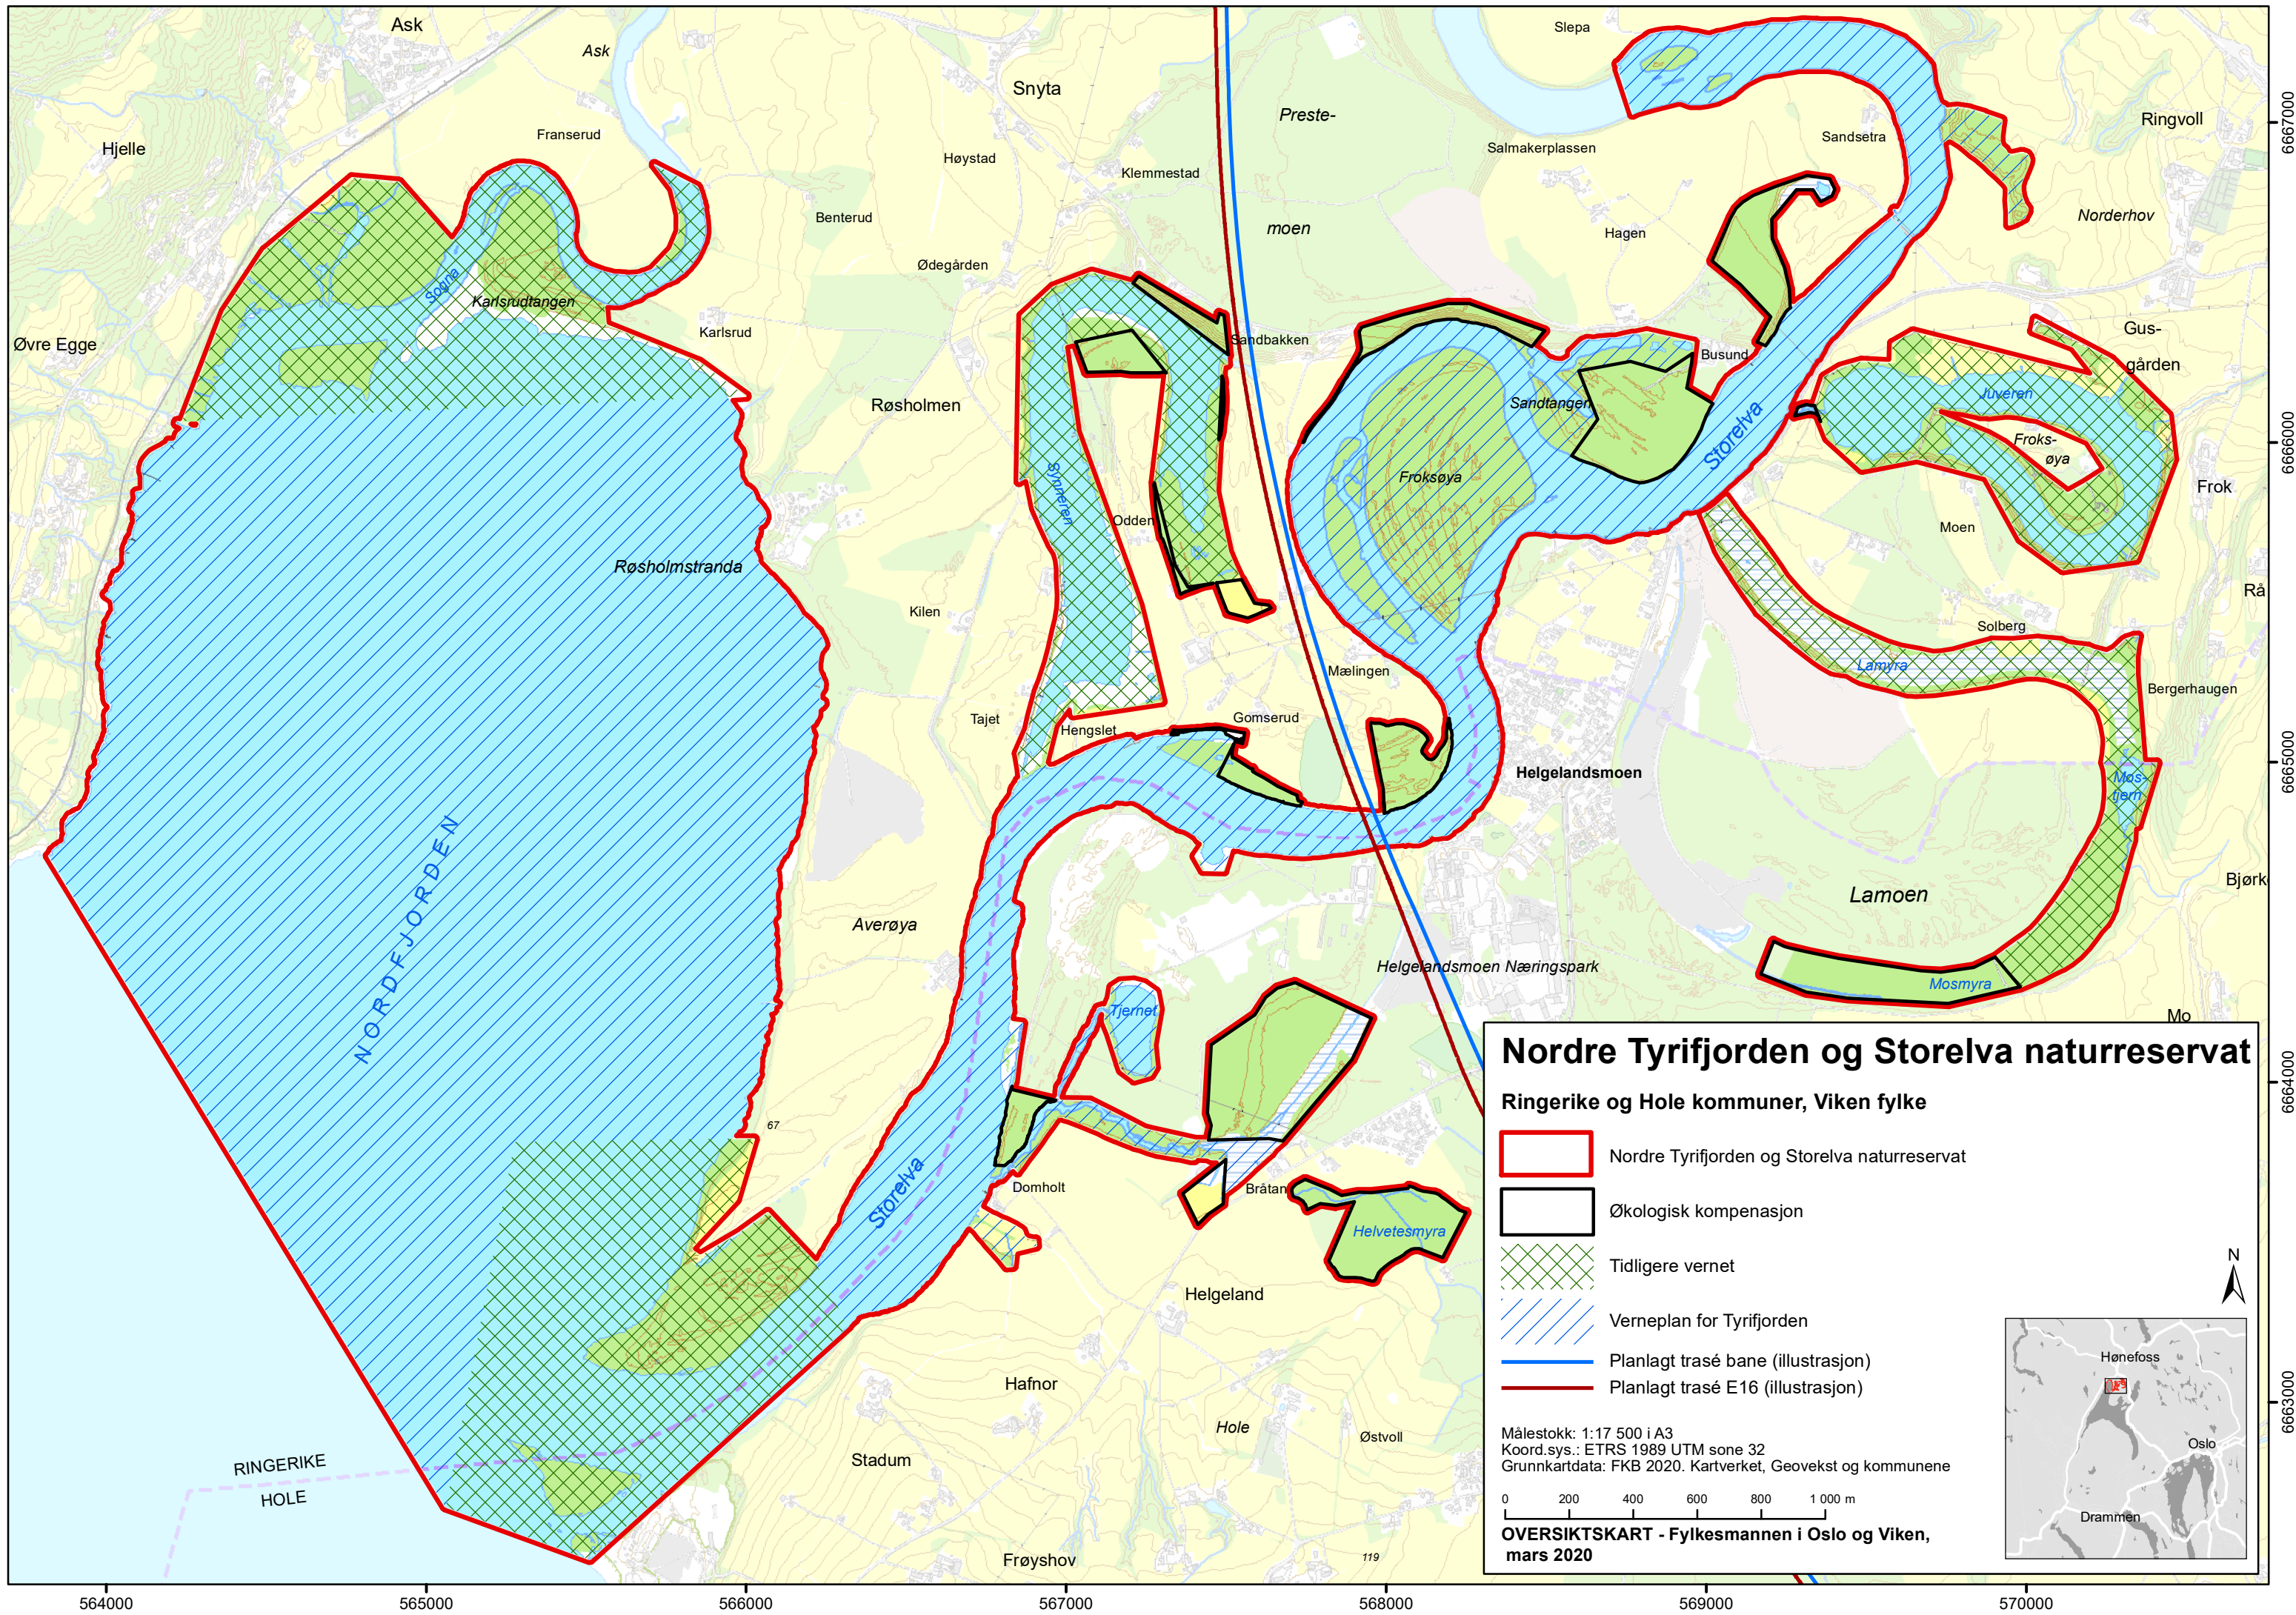 Ask
Ask
Slepa
Snyta
Preste-
moen
Ringvoll
Franserud
Hjelle
Høystad
Klemmestad
Salmakerplassen
Sandsetra
Benterud
Hagen
Norderhov
Ødegården
Sogna
Karlsrudtangen
Karlsrud
Øvre Egge
Sandbakken
Busund
Gus-
gården
Røsholmen
Sandtangen
Juveren
Storelva
Froks-
øya
Froksøya
Frok
Synneren
Odden
Moen
Røsholmstranda
Rå
Kilen
Solberg
Mælingen
Lamyra
Bergerhaugen
Tajet
Hengslet
Gomserud
Helgelandsmoen
Mos-
tjern
NORDFJORDEN
Bjørk
Lamoen
Averøya
Helgelandsmoen Næringspark
Mosmyra
Tjernet
Mo
67
Storelva
Domholt
Bråtan
Helvetesmyra
Helgeland
Hafnor
Hole
Østvoll
Stadum
RINGERIKE
HOLE
Frøyshov
119
Nordre Tyrifjorden og Storelva naturreservat
Ringerike og Hole kommuner, Viken fylke
Nordre Tyrifjorden og Storelva naturreservat
Økologisk kompenasjon
Tidligere vernet
Verneplan for Tyrifjorden
Planlagt trasé bane (illustrasjon)
Planlagt trasé E16 (illustrasjon)
Målestokk: 1:17 500 i A3
Koord.sys.: ETRS 1989 UTM sone 32
Grunnkartdata: FKB 2020. Kartverket, Geovekst og kommunene
0 200 400 600 800 1 000 m
OVERSIKTSKART - Fylkesmannen i Oslo og Viken,
mars 2020
N
Hønefoss
Oslo
Drammen
6667000
6666000
6665000
6664000
6663000
564000 565000 566000 567000 568000 569000 570000